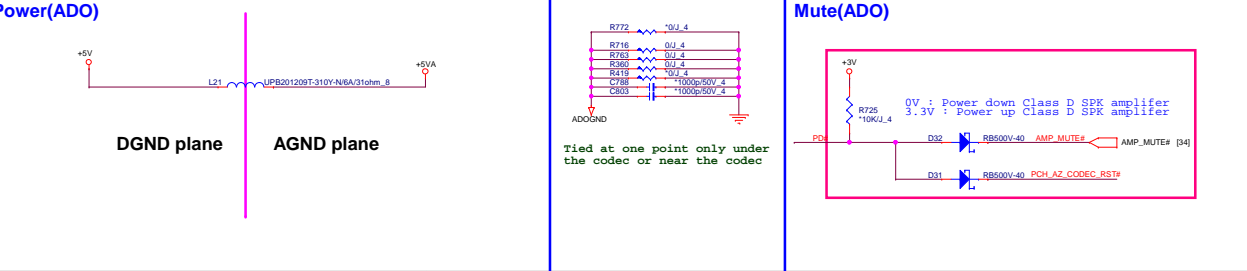 Power(ADO)
+5V
L21
UPB201209T-310Y-N/6A/31ohm_8
+5VA
DGND plane
AGND plane
R772
*0/J_4
R716
0/J_4
R763
0/J_4
R360
0/J_4
R419
*0/J_4
C788
*1000p/50V_4
C803
*1000p/50V_4
ADOGND
Tied at one point only under
the codec or near the codec
Mute(ADO)
+3V
R725
*10K/J_4
0V : Power down Class D SPK amplifer
3.3V : Power up Class D SPK amplifer
PD#
D32
RB500V-40
AMP_MUTE#
AMP_MUTE# [34]
D31
RB500V-40
PCH_AZ_CODEC_RST#